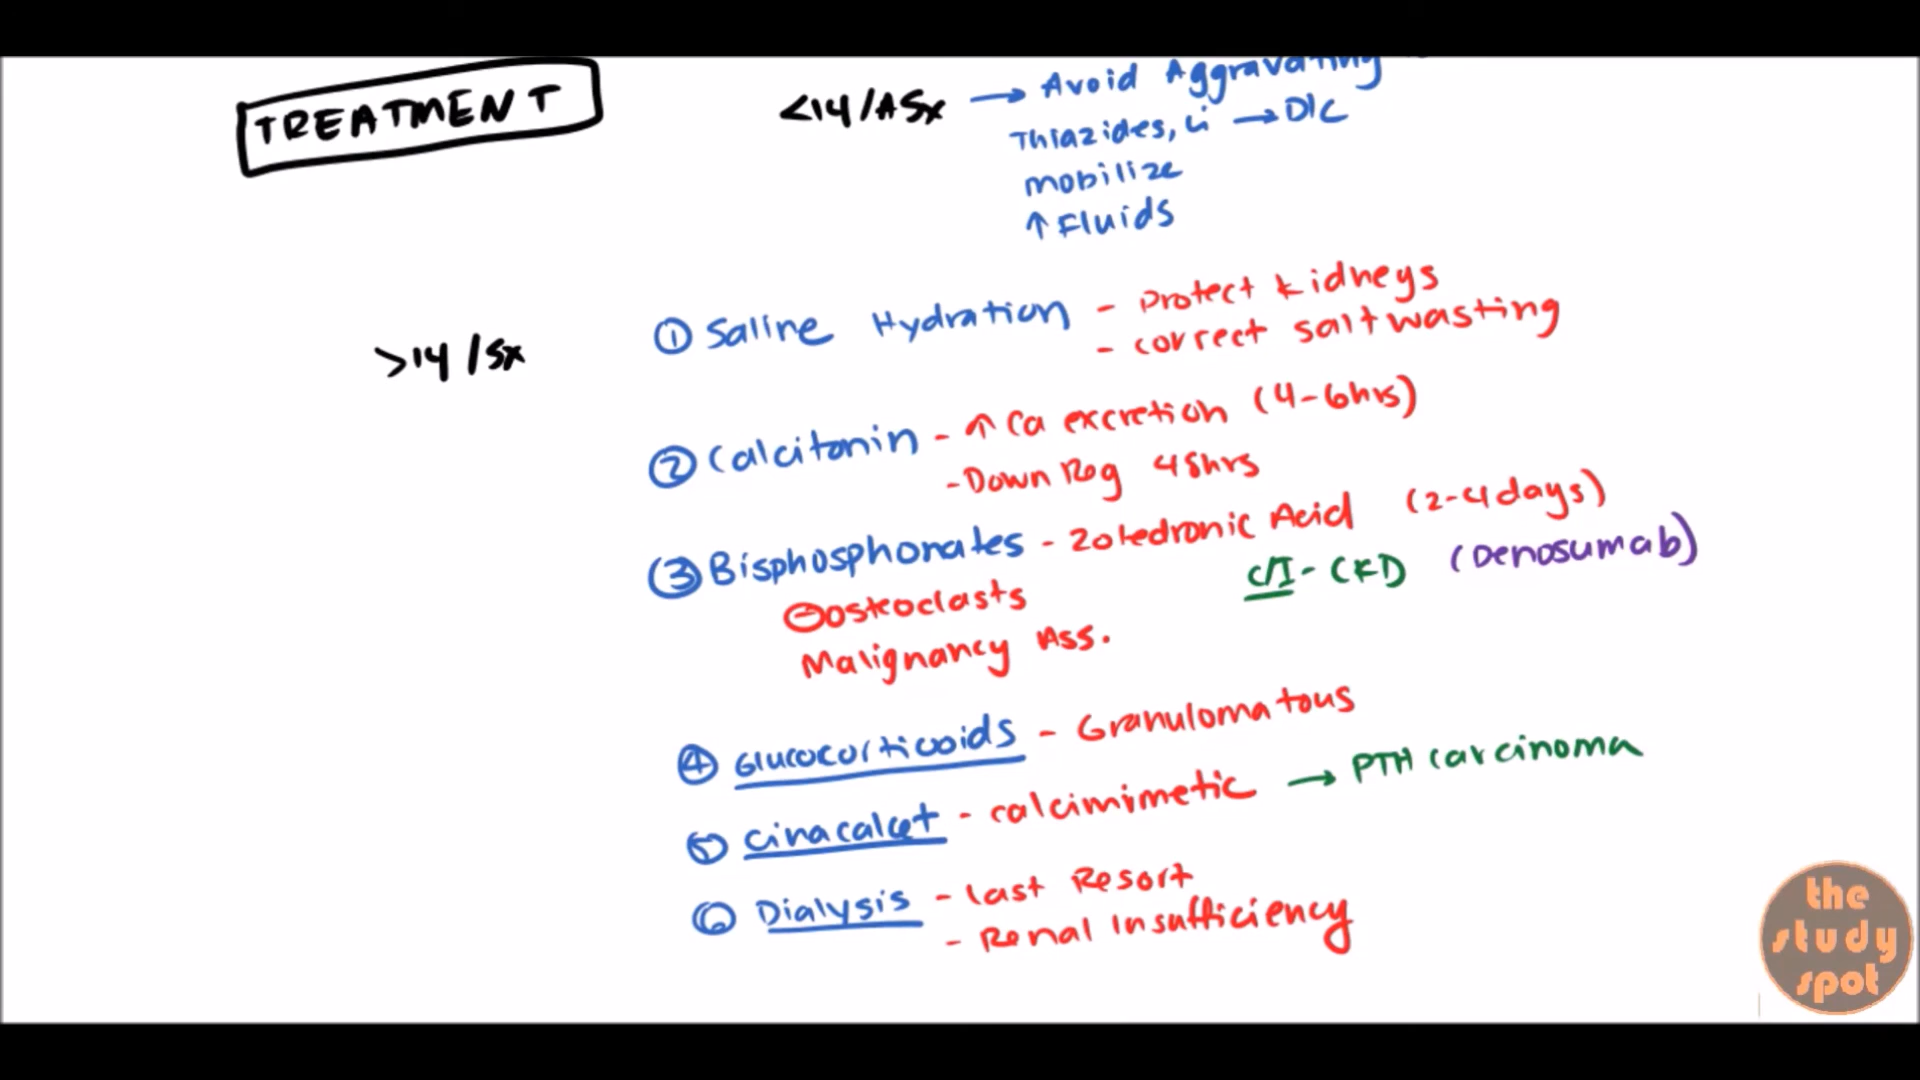 TREATMENT
<14/ASx → Avoid Aggravating
Thiazides, Li → D/C
mobilize
↑ Fluids
>14/Sx
① Saline Hydration - Protect kidneys
- correct salt wasting
② Calcitonin - ↑ Ca excretion (4-6hrs)
- Down Reg 48hrs
③ Bisphosphonates - Zoledronic Acid (2-4days)
C/I - CKD (Denosumab)
⊖ osteoclasts
Malignancy Ass.
④ Glucocorticoids - Granulomatous
⑤ Cinacalcet - calcimimetic → PTH carcinoma
⑥ Dialysis - Last Resort
- Renal Insufficiency
the
study
spot